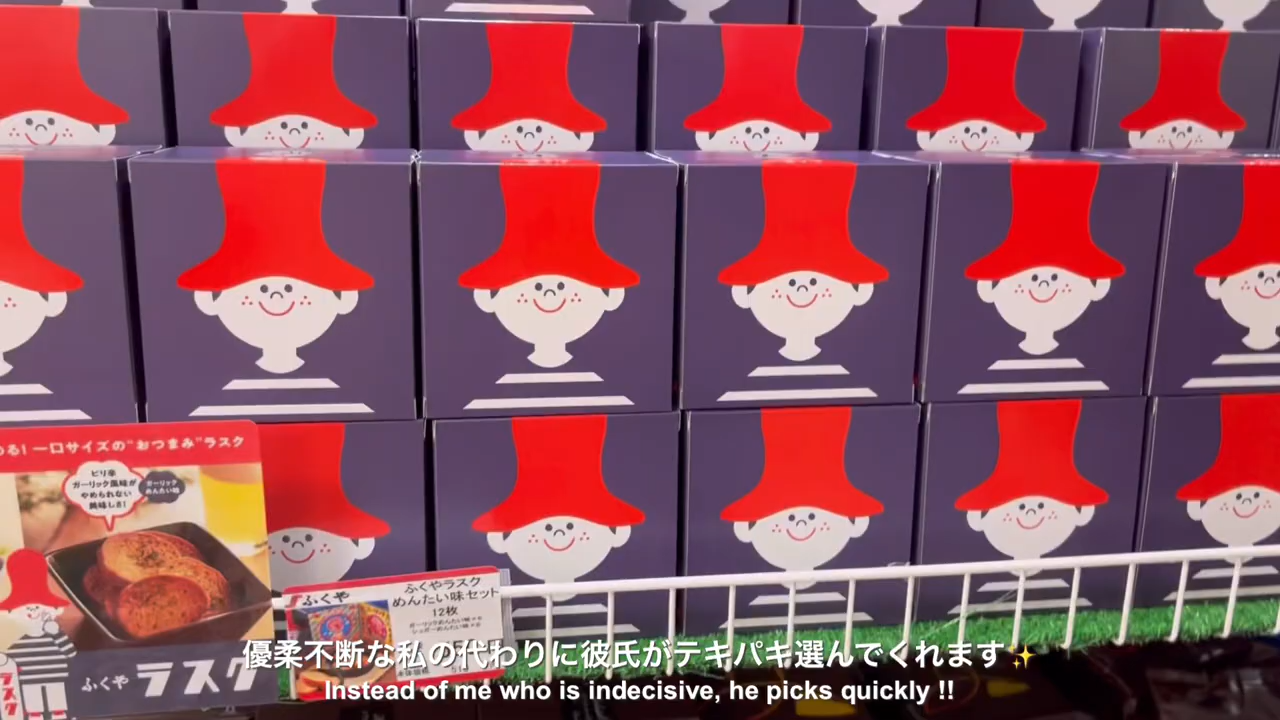 る! 一口サイズの"おつまみ"ラスク
ピリ辛
ガーリック風味が
やめられない
美味しさ!
ガーリック
めんたい味
ふくや ラスク
ふくや
ふくやラスク
めんたい味セット
12枚
優柔不断な私の代わりに彼氏がテキパキ選んでくれます✨
Instead of me who is indecisive, he picks quickly !!